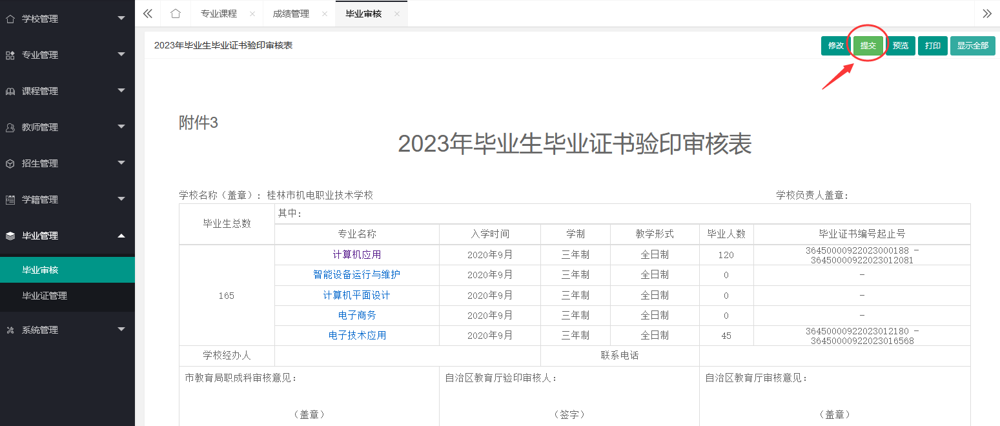 学校管理
专业管理
课程管理
教师管理
招生管理
学籍管理
毕业管理
毕业审核
毕业证管理
系统管理
专业课程
成绩管理
毕业审核
2023年毕业生毕业证书验印审核表
修改 提交 预览 打印 显示全部
附件3
2023年毕业生毕业证书验印审核表
学校名称（盖章）：桂林市机电职业技术学校 学校负责人盖章：
毕业生总数 其中：
专业名称 入学时间 学制 教学形式 毕业人数 毕业证书编号起止号
165
计算机应用 2020年9月 三年制 全日制 120 36450000922023000188 －
36450000922023012081
智能设备运行与维护 2020年9月 三年制 全日制 0 －
计算机平面设计 2020年9月 三年制 全日制 0 －
电子商务 2020年9月 三年制 全日制 0 －
电子技术应用 2020年9月 三年制 全日制 45 36450000922023012180 －
36450000922023016568
学校经办人 联系电话
市教育局职成科审核意见： 自治区教育厅验印审核人： 自治区教育厅审核意见：
（盖章） （签字） （盖章）